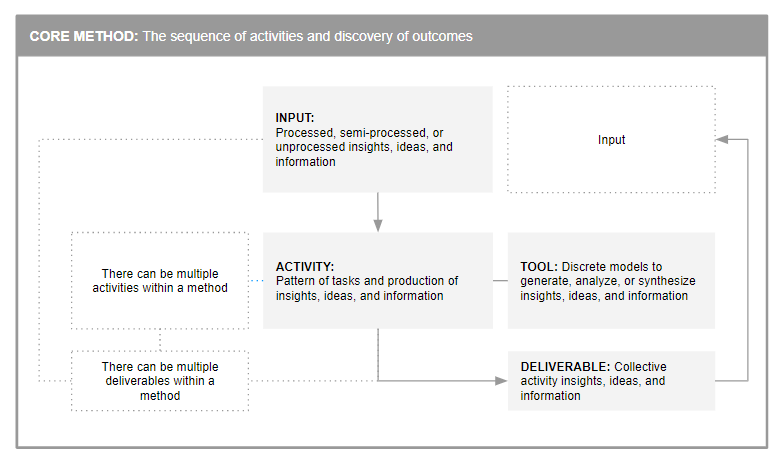 CORE METHOD: The sequence of activities and discovery of outcomes
INPUT:
Processed, semi-processed, or
unprocessed insights, ideas, and
information
Input
There can be multiple
activities within a method
ACTIVITY:
Pattern of tasks and production of
insights, ideas, and information
TOOL: Discrete models to
generate, analyze, or synthesize
insights, ideas, and information
There can be multiple
deliverables within a
method
DELIVERABLE: Collective
activity insights, ideas, and
information